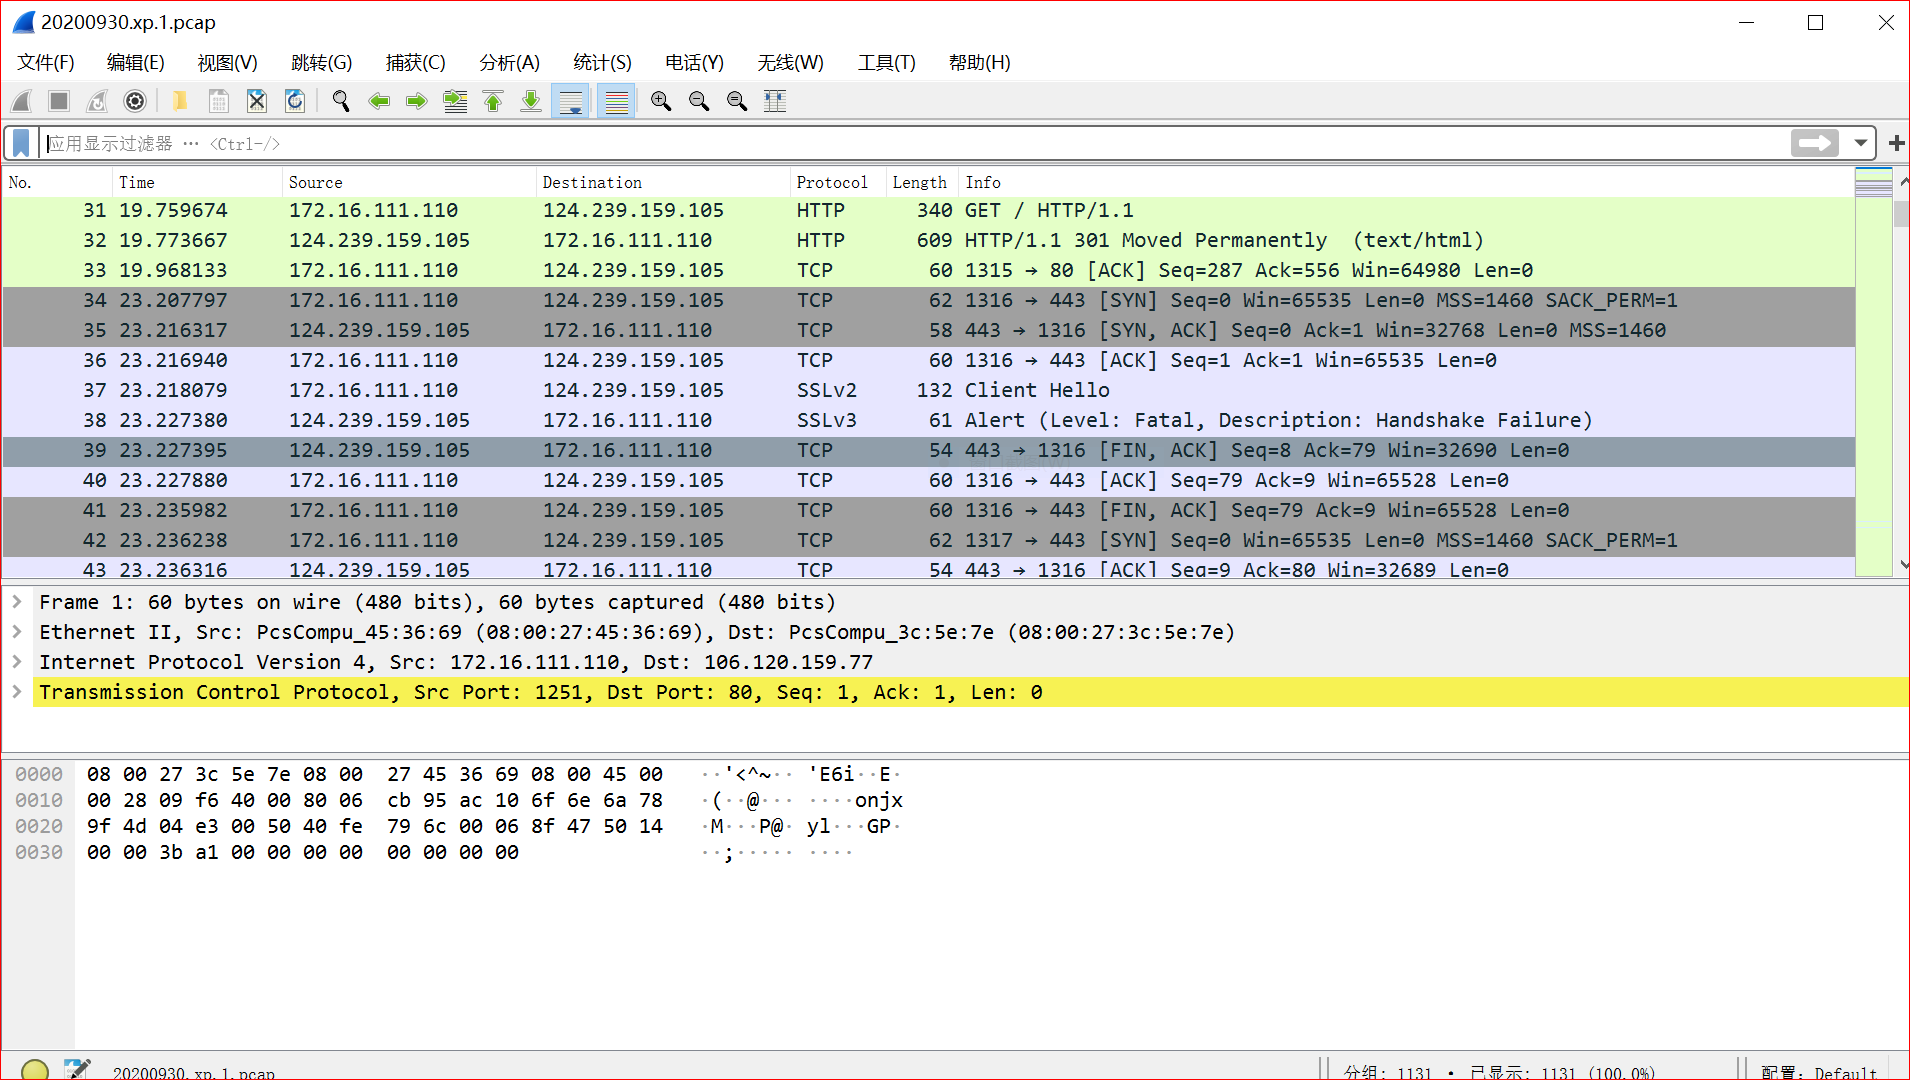 20200930.xp.1.pcap
文件(F) 编辑(E) 视图(V) 跳转(G) 捕获(C) 分析(A) 统计(S) 电话(Y) 无线(W) 工具(T) 帮助(H)
应用显示过滤器 … <Ctrl-/>
No. Time Source Destination Protocol Length Info
31 19.759674 172.16.111.110 124.239.159.105 HTTP 340 GET / HTTP/1.1
32 19.773667 124.239.159.105 172.16.111.110 HTTP 609 HTTP/1.1 301 Moved Permanently (text/html)
33 19.968133 172.16.111.110 124.239.159.105 TCP 60 1315 → 80 [ACK] Seq=287 Ack=556 Win=64980 Len=0
34 23.207797 172.16.111.110 124.239.159.105 TCP 62 1316 → 443 [SYN] Seq=0 Win=65535 Len=0 MSS=1460 SACK_PERM=1
35 23.216317 124.239.159.105 172.16.111.110 TCP 58 443 → 1316 [SYN, ACK] Seq=0 Ack=1 Win=32768 Len=0 MSS=1460
36 23.216940 172.16.111.110 124.239.159.105 TCP 60 1316 → 443 [ACK] Seq=1 Ack=1 Win=65535 Len=0
37 23.218079 172.16.111.110 124.239.159.105 SSLv2 132 Client Hello
38 23.227380 124.239.159.105 172.16.111.110 SSLv3 61 Alert (Level: Fatal, Description: Handshake Failure)
39 23.227395 124.239.159.105 172.16.111.110 TCP 54 443 → 1316 [FIN, ACK] Seq=8 Ack=79 Win=32690 Len=0
40 23.227880 172.16.111.110 124.239.159.105 TCP 60 1316 → 443 [ACK] Seq=79 Ack=9 Win=65528 Len=0
41 23.235982 172.16.111.110 124.239.159.105 TCP 60 1316 → 443 [FIN, ACK] Seq=79 Ack=9 Win=65528 Len=0
42 23.236238 172.16.111.110 124.239.159.105 TCP 62 1317 → 443 [SYN] Seq=0 Win=65535 Len=0 MSS=1460 SACK_PERM=1
43 23.236316 124.239.159.105 172.16.111.110 TCP 54 443 → 1316 [ACK] Seq=9 Ack=80 Win=32689 Len=0
Frame 1: 60 bytes on wire (480 bits), 60 bytes captured (480 bits)
Ethernet II, Src: PcsCompu_45:36:69 (08:00:27:45:36:69), Dst: PcsCompu_3c:5e:7e (08:00:27:3c:5e:7e)
Internet Protocol Version 4, Src: 172.16.111.110, Dst: 106.120.159.77
Transmission Control Protocol, Src Port: 1251, Dst Port: 80, Seq: 1, Ack: 1, Len: 0
0000 08 00 27 3c 5e 7e 08 00 27 45 36 69 08 00 45 00 ··'<^~·· 'E6i··E·
0010 00 28 09 f6 40 00 80 06 cb 95 ac 10 6f 6e 6a 78 ·(··@··· ····onjx
0020 9f 4d 04 e3 00 50 40 fe 79 6c 00 06 8f 47 50 14 ·M···P@· yl···GP·
0030 00 00 3b a1 00 00 00 00 00 00 00 00 ··;····· ····
20200930.xp.1.pcap 分组: 1131 · 已显示: 1131 (100.0%) 配置: Default